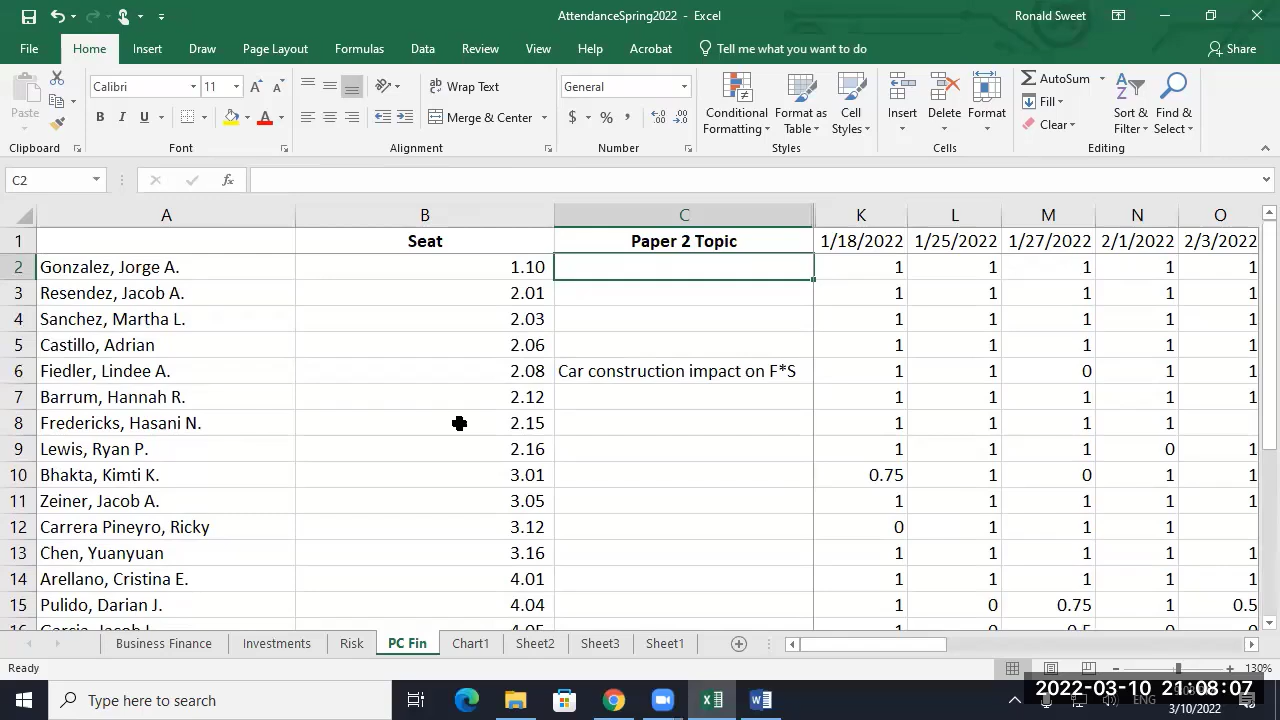 AttendanceSpring2022 - Excel
Ronald Sweet
File Home Insert Draw Page Layout Formulas Data Review View Help Acrobat Tell me what you want to do Share
Paste
Clipboard
Calibri 11
B I U
Font
Wrap Text
Merge & Center
Alignment
General
$ % ,
Number
Conditional Formatting
Format as Table
Cell Styles
Styles
Insert Delete Format
Cells
AutoSum
Fill
Clear
Sort & Filter
Find & Select
Editing
C2 fx
A B C K L M N O
1 Seat Paper 2 Topic 1/18/2022 1/25/2022 1/27/2022 2/1/2022 2/3/2022
2 Gonzalez, Jorge A. 1.10 1 1 1 1 1
3 Resendez, Jacob A. 2.01 1 1 1 1 1
4 Sanchez, Martha L. 2.03 1 1 1 1 1
5 Castillo, Adrian 2.06 1 1 1 1 1
6 Fiedler, Lindee A. 2.08 Car construction impact on F*S 1 1 0 1 1
7 Barrum, Hannah R. 2.12 1 1 1 1 1
8 Fredericks, Hasani N. 2.15 1 1 1 1
9 Lewis, Ryan P. 2.16 1 1 1 0 1
10 Bhakta, Kimti K. 3.01 0.75 1 0 1 1
11 Zeiner, Jacob A. 3.05 1 1 1 1 1
12 Carrera Pineyro, Ricky 3.12 0 1 1 1
13 Chen, Yuanyuan 3.16 1 1 1 1 1
14 Arellano, Cristina E. 4.01 1 1 1 1 1
15 Pulido, Darian J. 4.04 1 0 0.75 1 0.5
Business Finance Investments Risk PC Fin Chart1 Sheet2 Sheet3 Sheet1
Ready 130%
Type here to search
2022-03-10 21:08:07
3/10/2022